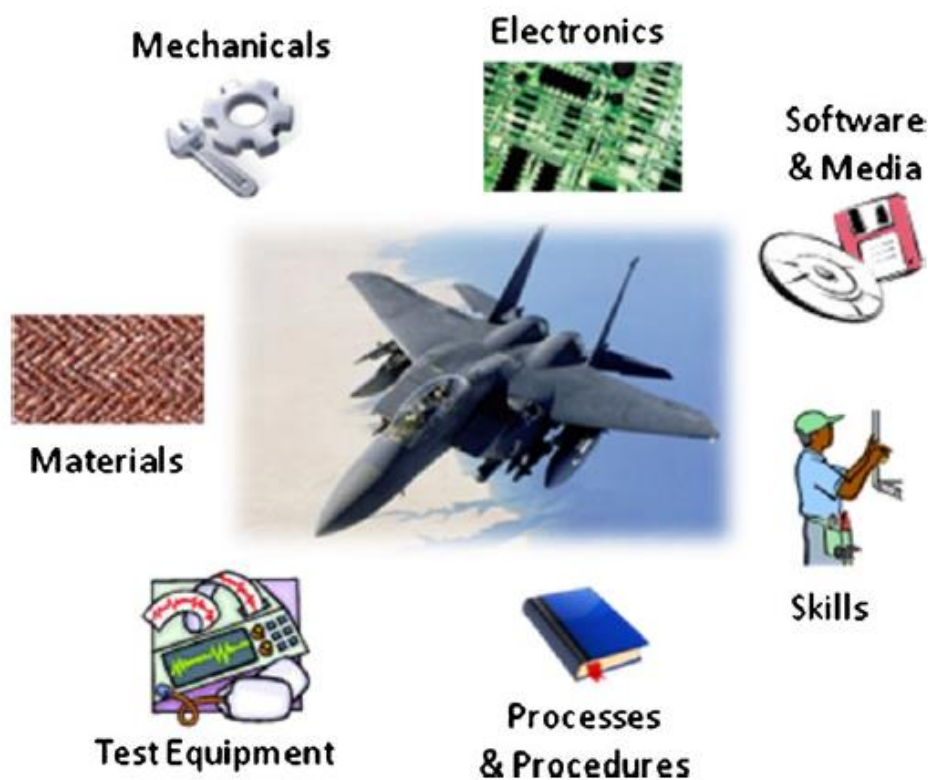 Mechanicals
Electronics
Software
& Media
Materials
Skills
Test Equipment
Processes
& Procedures